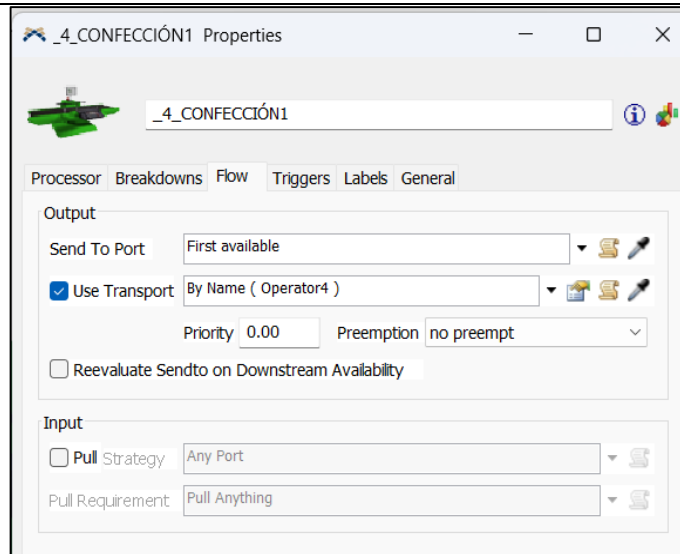 _4_CONFECCIÓN1 Properties
_4_CONFECCIÓN1
Processor Breakdowns Flow Triggers Labels General
Output
Send To Port First available
Use Transport By Name ( Operator4 )
Priority 0.00 Preemption no preempt
Reevaluate Sendto on Downstream Availability
Input
Pull Strategy Any Port
Pull Requirement Pull Anything